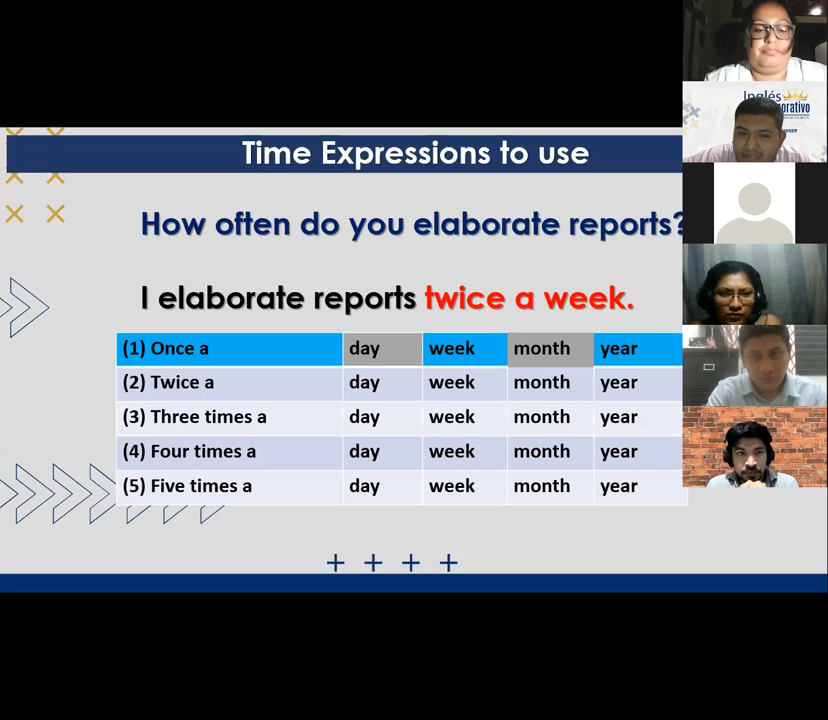 Time Expressions to use
How often do you elaborate reports?
I elaborate reports twice a week.
(1) Once a day week month year
(2) Twice a day week month year
(3) Three times a day week month year
(4) Four times a day week month year
(5) Five times a day week month year
Inglés